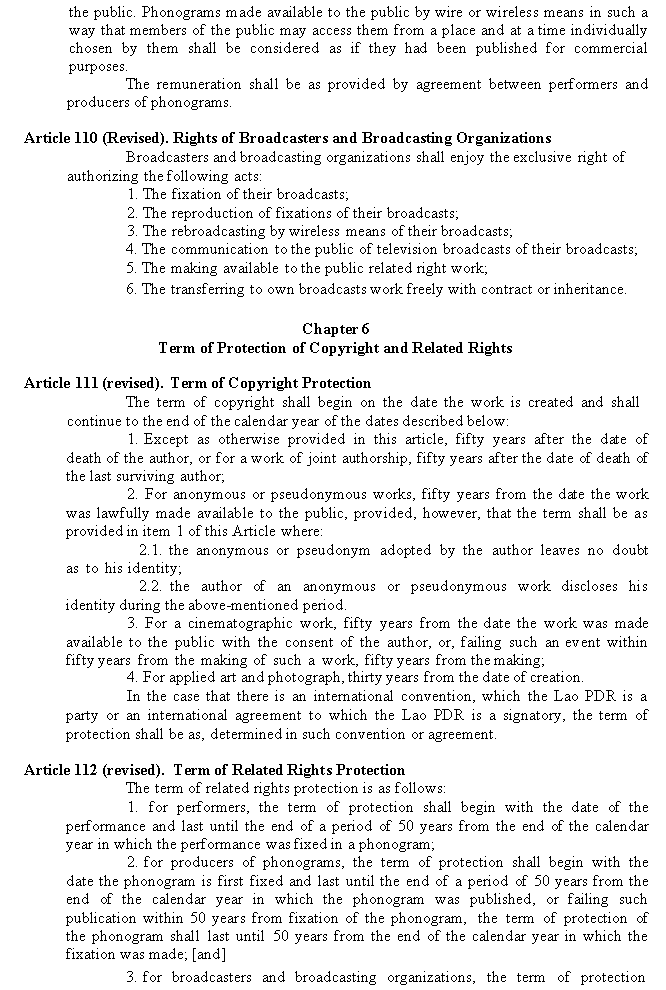 the public. Phonograms made available to the public by wire or wireless means in such a
way that members of the public may access them from a place and at a time individually
chosen by them shall be considered as if they had been published for commercial
purposes.
The remuneration shall be as provided by agreement between performers and
producers of phonograms.
Article 110 (Revised). Rights of Broadcasters and Broadcasting Organizations
Broadcasters and broadcasting organizations shall enjoy the exclusive right of
authorizing the following acts:
1. The fixation of their broadcasts;
2. The reproduction of fixations of their broadcasts;
3. The rebroadcasting by wireless means of their broadcasts;
4. The communication to the public of television broadcasts of their broadcasts;
5. The making available to the public related right work;
6. The transferring to own broadcasts work freely with contract or inheritance.
Chapter 6
Term of Protection of Copyright and Related Rights
Article 111 (revised). Term of Copyright Protection
The term of copyright shall begin on the date the work is created and shall
continue to the end of the calendar year of the dates described below:
1. Except as otherwise provided in this article, fifty years after the date of
death of the author, or for a work of joint authorship, fifty years after the date of death of
the last surviving author;
2. For anonymous or pseudonymous works, fifty years from the date the work
was lawfully made available to the public, provided, however, that the term shall be as
provided in item 1 of this Article where:
2.1. the anonymous or pseudonym adopted by the author leaves no doubt
as to his identity;
2.2. the author of an anonymous or pseudonymous work discloses his
identity during the above-mentioned period.
3. For a cinematographic work, fifty years from the date the work was made
available to the public with the consent of the author, or, failing such an event within
fifty years from the making of such a work, fifty years from the making;
4. For applied art and photograph, thirty years from the date of creation.
In the case that there is an international convention, which the Lao PDR is a
party or an international agreement to which the Lao PDR is a signatory, the term of
protection shall be as, determined in such convention or agreement.
Article 112 (revised). Term of Related Rights Protection
The term of related rights protection is as follows:
1. for performers, the term of protection shall begin with the date of the
performance and last until the end of a period of 50 years from the end of the calendar
year in which the performance was fixed in a phonogram;
2. for producers of phonograms, the term of protection shall begin with the
date the phonogram is first fixed and last until the end of a period of 50 years from the
end of the calendar year in which the phonogram was published, or failing such
publication within 50 years from fixation of the phonogram, the term of protection of
the phonogram shall last until 50 years from the end of the calendar year in which the
fixation was made; [and]
3. for broadcasters and broadcasting organizations, the term of protection